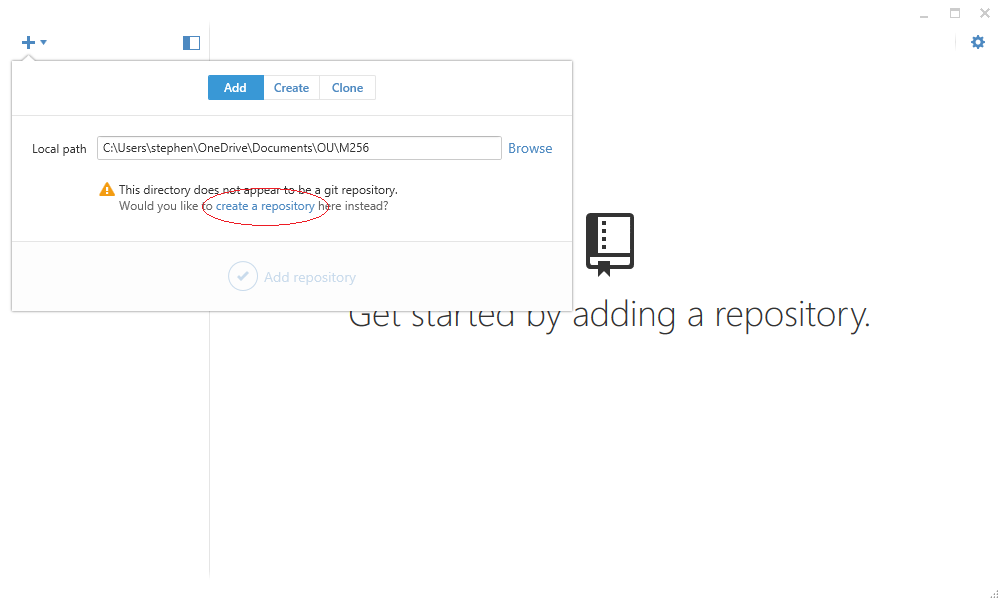 Add Create Clone
Local path C:\Users\stephen\OneDrive\Documents\OU\M256 Browse
This directory does not appear to be a git repository.
Would you like to create a repository here instead?
Add repository
Get started by adding a repository.